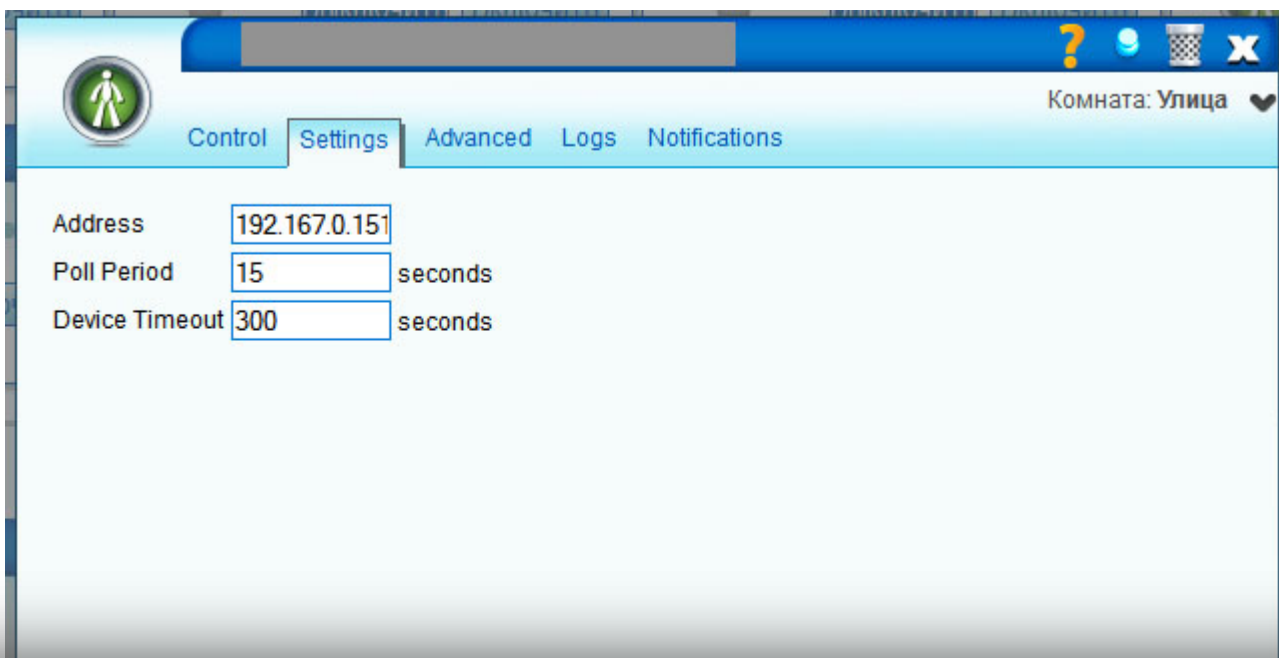 Комната: Улица
Control Settings Advanced Logs Notifications
Address 192.167.0.151
Poll Period 15 seconds
Device Timeout 300 seconds